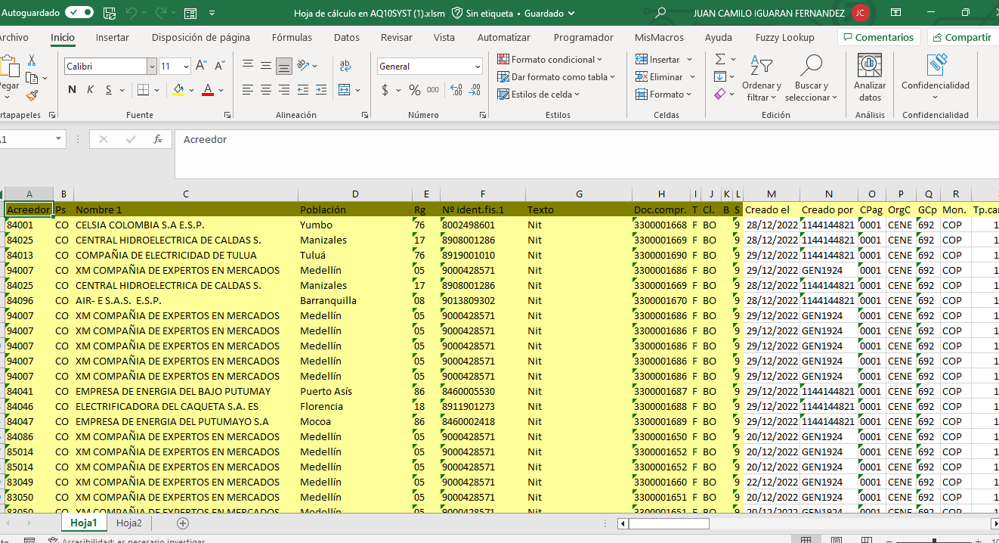 Autoguardado Hoja de cálculo en AQ10SYST (1).xlsm Sin etiqueta • Guardado JUAN CAMILO IGUARAN FERNANDEZ JC
rchivo Inicio Insertar Disposición de página Fórmulas Datos Revisar Vista Automatizar Programador MisMacros Ayuda Fuzzy Lookup Comentarios Compartir
Calibri 11 General Formato condicional Insertar
Dar formato como tabla Eliminar
egar N K S $ % 000 Estilos de celda Formato
Ordenar y filtrar Buscar y seleccionar Analizar datos Confidencialidad
rtapapeles Fuente Alineación Número Estilos Celdas Edición Análisis Confidencialidad
A1 fx Acreedor
A B C D E F G H I J K L M N O P Q R
Acreedor Ps Nombre 1 Población Rg Nº ident.fis.1 Texto Doc.compr. T Cl. B S Creado el Creado por CPag OrgC GCp Mon. Tp.car
84001 CO CELSIA COLOMBIA S.A E.S.P. Yumbo 76 8002498601 Nit 3300001668 F BO 9 28/12/2022 1144144821 0001 CENE 692 COP 1
84025 CO CENTRAL HIDROELECTRICA DE CALDAS S. Manizales 17 8908001286 Nit 3300001669 F BO 9 28/12/2022 1144144821 0001 CENE 692 COP 1
84013 CO COMPAÑIA DE ELECTRICIDAD DE TULUA Tuluá 76 8919001010 Nit 3300001690 F BO 9 29/12/2022 1144144821 0001 CENE 692 COP 1
94007 CO XM COMPAÑIA DE EXPERTOS EN MERCADOS Medellín 05 9000428571 Nit 3300001686 F BO 9 29/12/2022 GEN1924 0001 CENE 692 COP 1
84025 CO CENTRAL HIDROELECTRICA DE CALDAS S. Manizales 17 8908001286 Nit 3300001669 F BO 9 28/12/2022 1144144821 0001 CENE 692 COP 1
84096 CO AIR- E S.A.S. E.S.P. Barranquilla 08 9013809302 Nit 3300001670 F BO 9 28/12/2022 1144144821 0001 CENE 692 COP 1
94007 CO XM COMPAÑIA DE EXPERTOS EN MERCADOS Medellín 05 9000428571 Nit 3300001686 F BO 9 29/12/2022 GEN1924 0001 CENE 692 COP 1
94007 CO XM COMPAÑIA DE EXPERTOS EN MERCADOS Medellín 05 9000428571 Nit 3300001686 F BO 9 29/12/2022 GEN1924 0001 CENE 692 COP 1
94007 CO XM COMPAÑIA DE EXPERTOS EN MERCADOS Medellín 05 9000428571 Nit 3300001686 F BO 9 29/12/2022 GEN1924 0001 CENE 692 COP 1
94007 CO XM COMPAÑIA DE EXPERTOS EN MERCADOS Medellín 05 9000428571 Nit 3300001686 F BO 9 29/12/2022 GEN1924 0001 CENE 692 COP 1
94007 CO XM COMPAÑIA DE EXPERTOS EN MERCADOS Medellín 05 9000428571 Nit 3300001686 F BO 9 29/12/2022 GEN1924 0001 CENE 692 COP 1
84041 CO EMPRESA DE ENERGIA DEL BAJO PUTUMAY Puerto Asís 86 8460005530 Nit 3300001687 F BO 9 29/12/2022 1144144821 0001 CENE 692 COP 1
84046 CO ELECTRIFICADORA DEL CAQUETA S.A. ES Florencia 18 8911901273 Nit 3300001688 F BO 9 29/12/2022 1144144821 0001 CENE 692 COP 1
84047 CO EMPRESA DE ENERGIA DEL PUTUMAYO S.A Mocoa 86 8460002418 Nit 3300001689 F BO 9 29/12/2022 1144144821 0001 CENE 692 COP 1
84086 CO XM COMPAÑIA DE EXPERTOS EN MERCADOS Medellín 05 9000428571 Nit 3300001650 F BO 9 20/12/2022 GEN1924 0001 CENE 692 COP 1
85014 CO XM COMPAÑIA DE EXPERTOS EN MERCADOS Medellín 05 9000428571 Nit 3300001652 F BO 9 20/12/2022 GEN1924 0001 CENE 692 COP 1
85014 CO XM COMPAÑIA DE EXPERTOS EN MERCADOS Medellín 05 9000428571 Nit 3300001652 F BO 9 20/12/2022 GEN1924 0001 CENE 692 COP 1
83049 CO XM COMPAÑIA DE EXPERTOS EN MERCADOS Medellín 05 9000428571 Nit 3300001660 F BO 9 22/12/2022 GEN1924 0001 CENE 692 COP 1
83050 CO XM COMPAÑIA DE EXPERTOS EN MERCADOS Medellín 05 9000428571 Nit 3300001651 F BO 9 20/12/2022 GEN1924 0001 CENE 692 COP 1
83050 CO XM COMPAÑIA DE EXPERTOS EN MERCADOS Medellín 05 9000428571 Nit 3300001651 F BO 9 20/12/2022 GEN1924 0001 CENE 692 COP 1
Hoja1 Hoja2
Accesibilidad: es necesario investigar